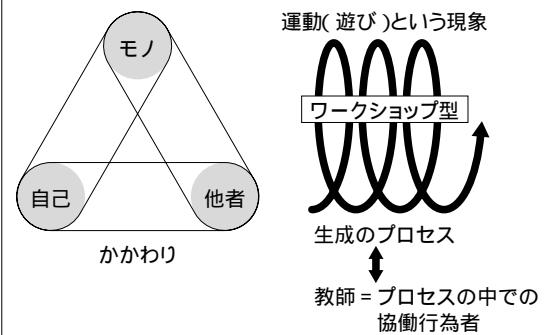 モノ
自己
他者
かかわり
運動(遊び)という現象
ワークショップ型
生成のプロセス
教師=プロセスの中での
協働行為者